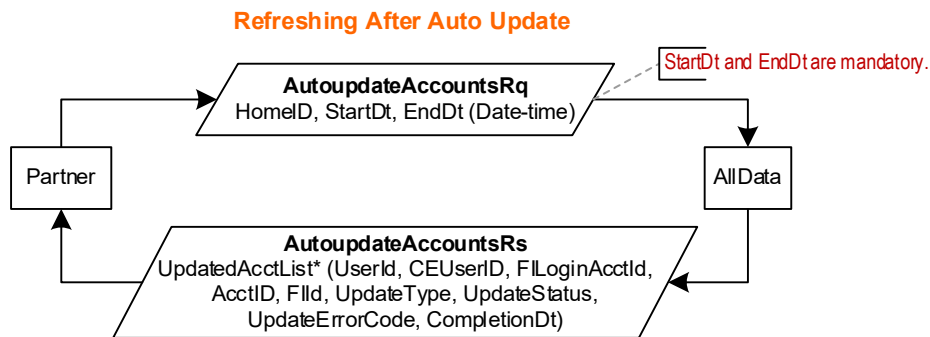 Refreshing After Auto Update
StartDt and EndDt are mandatory.
AutoupdateAccountsRq
HomeID, StartDt, EndDt (Date-time)
Partner
AllData
AutoupdateAccountsRs
UpdatedAcctList* (UserId, CEUserID, FILoginAcctId,
AcctID, FIId, UpdateType, UpdateStatus,
UpdateErrorCode, CompletionDt)